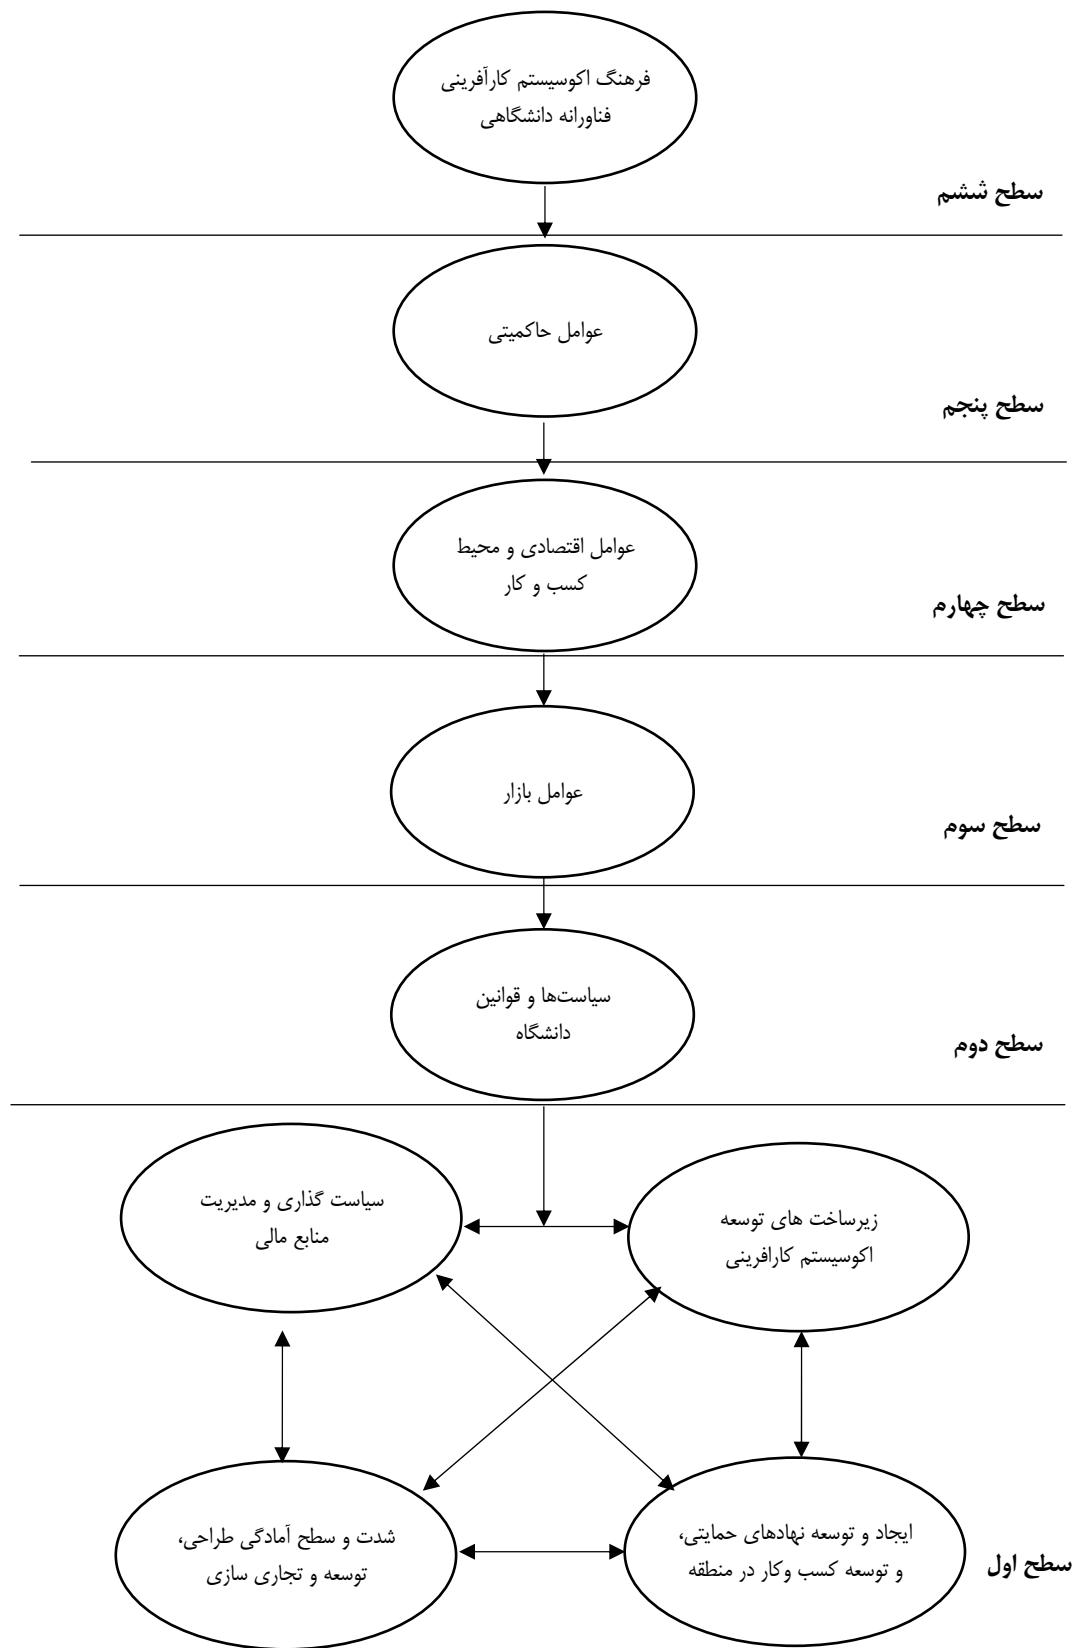 فرهنگ اکوسیستم کارآفرینی
فناورانه دانشگاهی
سطح ششم
عوامل حاکمیتی
سطح پنجم
عوامل اقتصادی و محیط
کسب و کار
سطح چهارم
عوامل بازار
سطح سوم
سیاست‌ها و قوانین
دانشگاه
سطح دوم
زیرساخت های توسعه
اکوسیستم کارافرینی
سیاست گذاری و مدیریت
منابع مالی
ایجاد و توسعه نهادهای حمایتی،
و توسعه کسب وکار در منطقه
شدت و سطح آمادگی طراحی،
توسعه و تجاری سازی
سطح اول